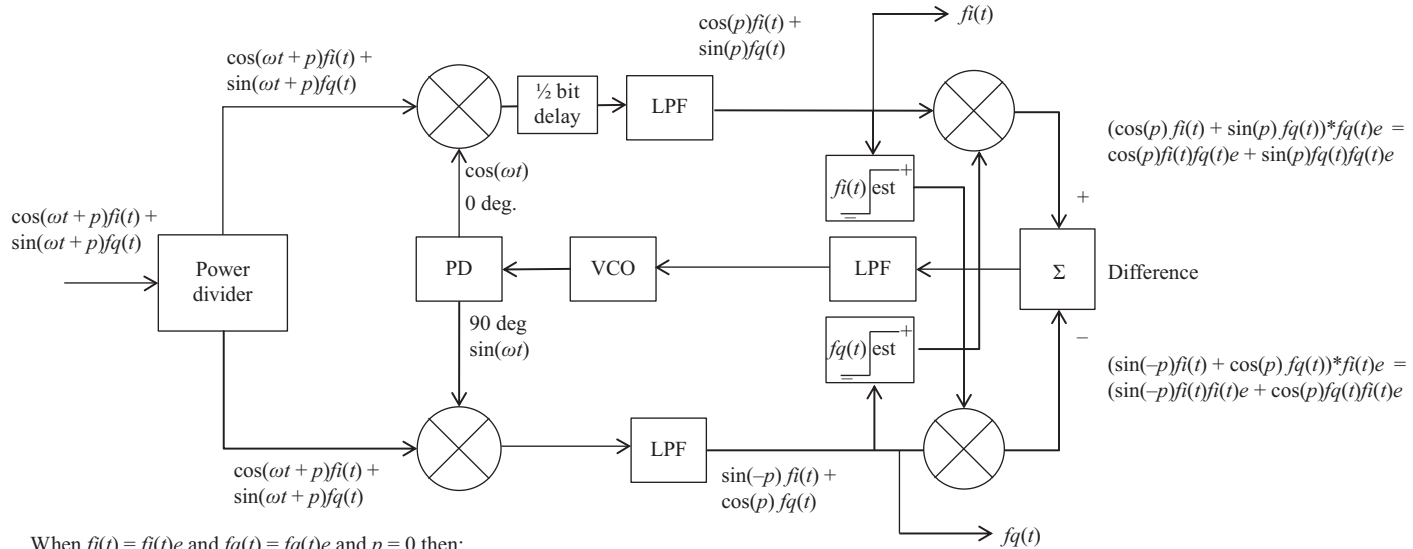 cos(p)fi(t) +
sin(p)fq(t)
fi(t)
cos(ωt + p)fi(t) +
sin(ωt + p)fq(t)
½ bit
delay
LPF
(cos(p) fi(t) + sin(p) fq(t))*fq(t)e =
cos(p)fi(t)fq(t)e + sin(p)fq(t)fq(t)e
cos(ωt)
0 deg.
fi(t) est
+
=
+
cos(ωt + p)fi(t) +
sin(ωt + p)fq(t)
Power
divider
PD
VCO
LPF
Σ
Difference
90 deg
sin(ωt)
fq(t) est
+
=
–
(sin(–p)fi(t) + cos(p) fq(t))*fi(t)e =
(sin(–p)fi(t)fi(t)e + cos(p)fq(t)fi(t)e
LPF
cos(ωt + p)fi(t) +
sin(ωt + p)fq(t)
sin(–p) fi(t) +
cos(p) fq(t)
fq(t)
When fi(t) = fi(t)e and fq(t) = fq(t)e and p = 0 then: